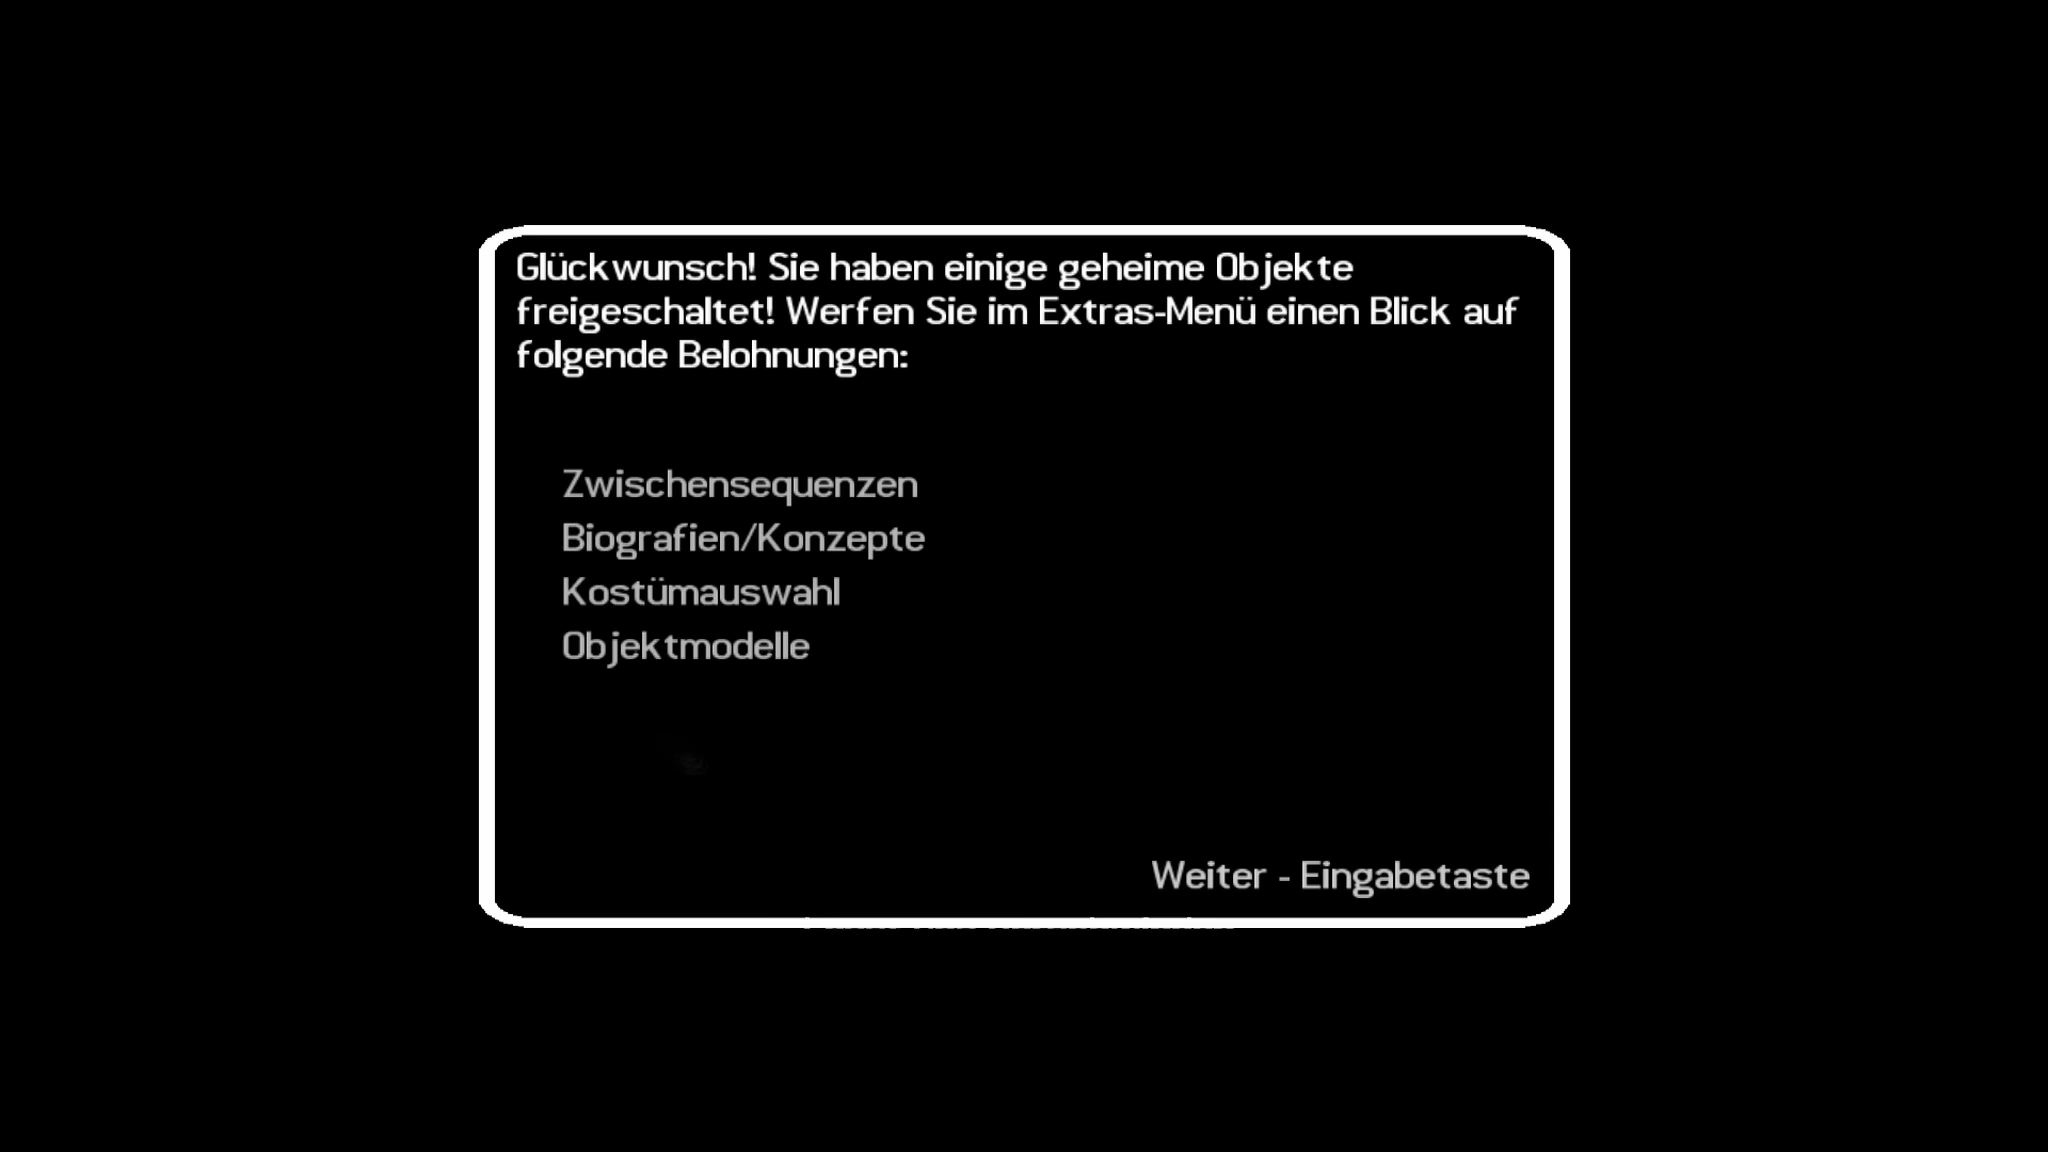 Glückwunsch! Sie haben einige geheime Objekte
freigeschaltet! Werfen Sie im Extras-Menü einen Blick auf
folgende Belohnungen:
Zwischensequenzen
Biografien/Konzepte
Kostümauswahl
Objektmodelle
Weiter - Eingabetaste